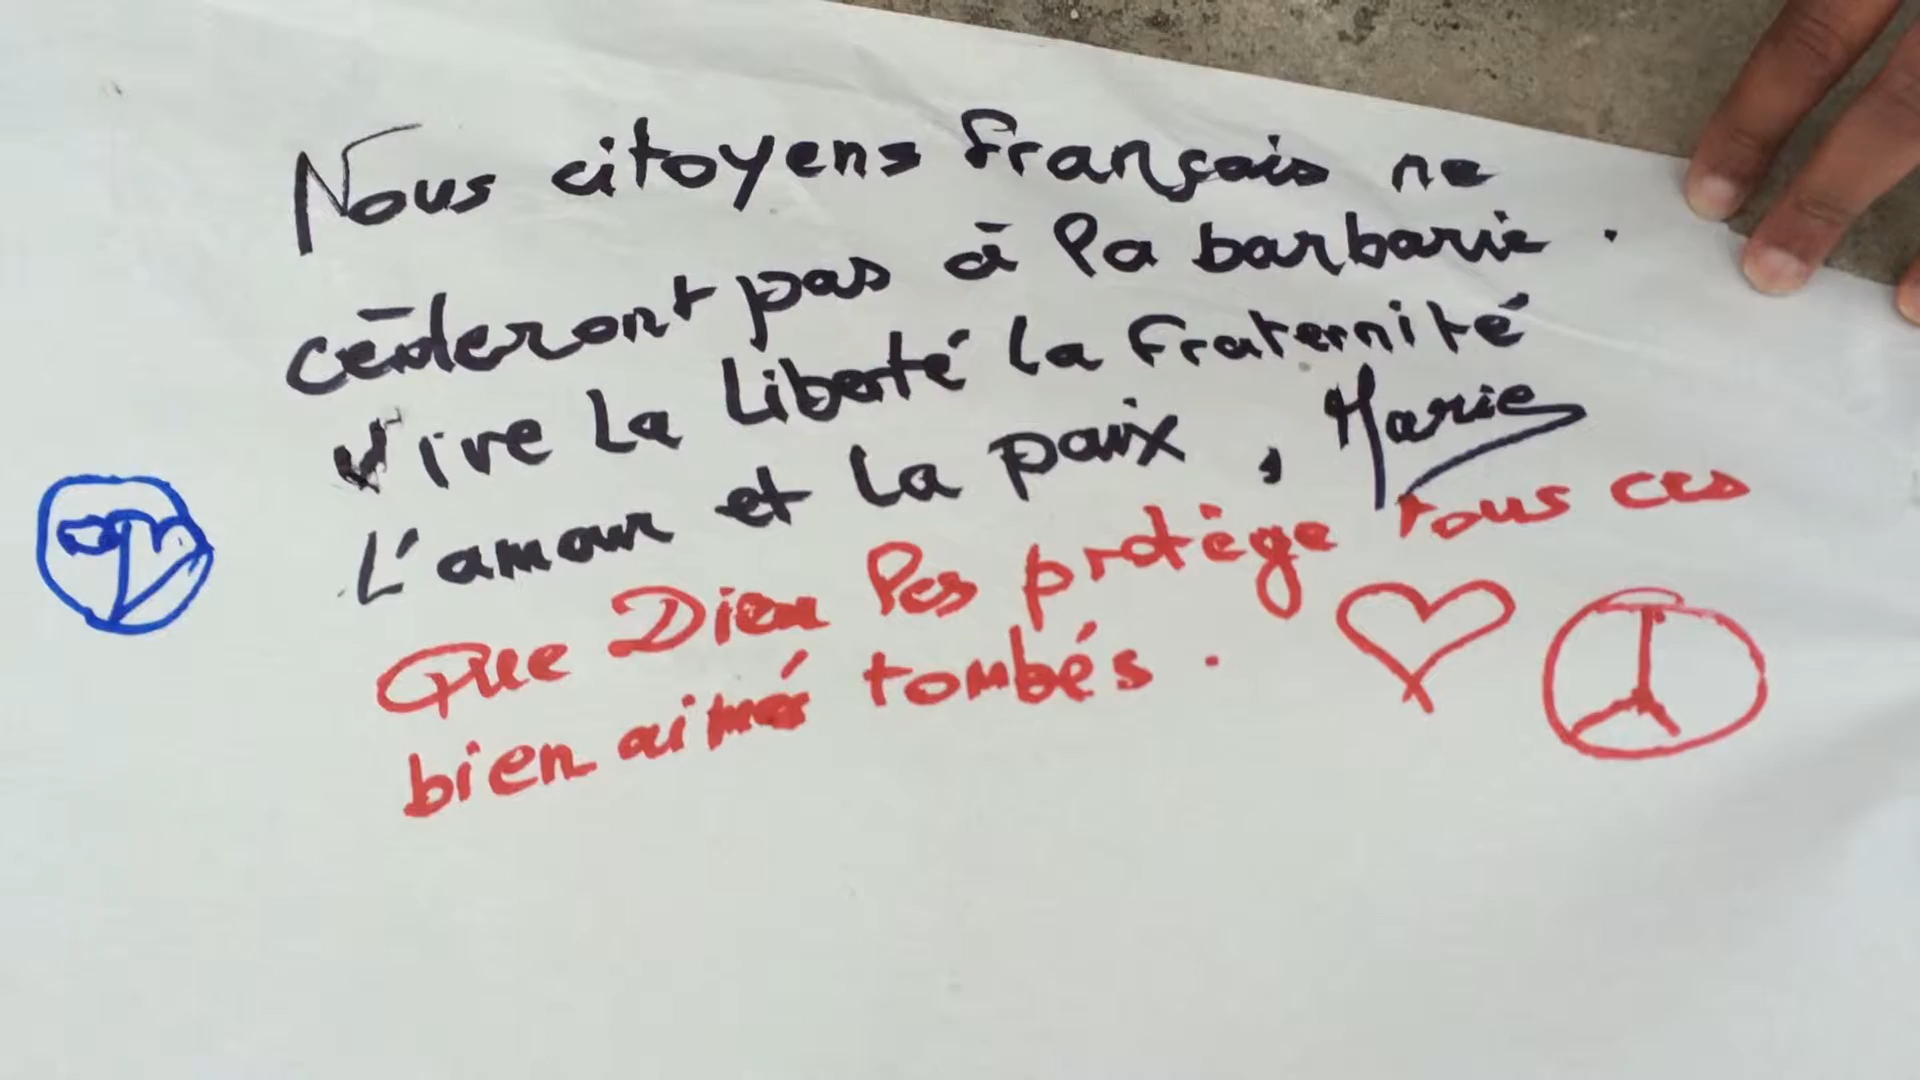 Nous citoyens français ne
cèderont pas à la barbarie.
Vive la Liberté la Fraternité
L'amour et la paix, Marie
Que Dieu les protège tous ces
bien aimés tombés.